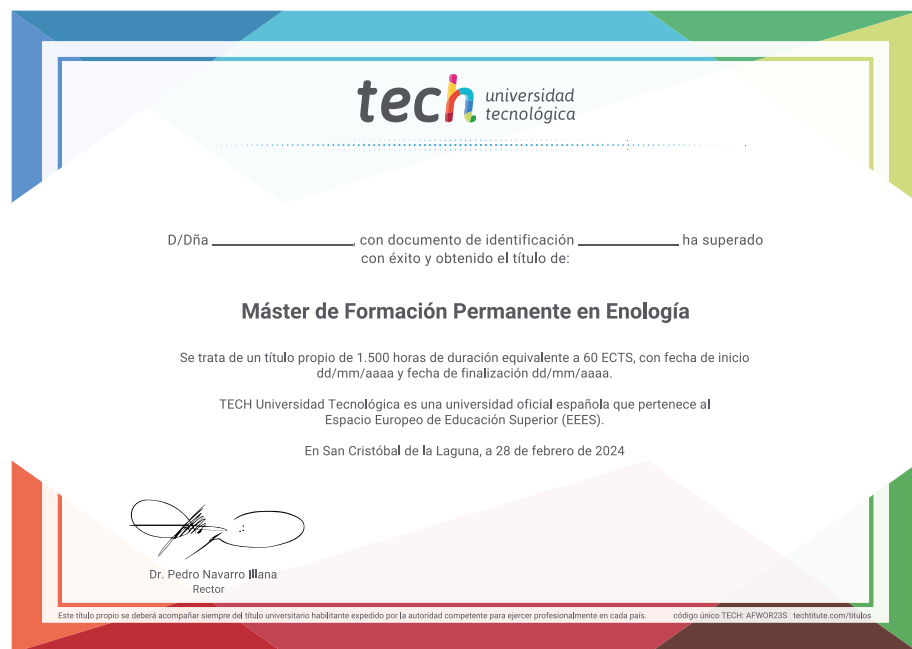 tech universidad
tecnológica
D/Dña ________________, con documento de identificación ____________ ha superado
con éxito y obtenido el título de:
Máster de Formación Permanente en Enología
Se trata de un título propio de 1.500 horas de duración equivalente a 60 ECTS, con fecha de inicio
dd/mm/aaaa y fecha de finalización dd/mm/aaaa.
TECH Universidad Tecnológica es una universidad oficial española que pertenece al
Espacio Europeo de Educación Superior (EEES).
En San Cristóbal de la Laguna, a 28 de febrero de 2024
Dr. Pedro Navarro Illana
Rector
Este título propio se deberá acompañar siempre del título universitario habilitante expedido por la autoridad competente para ejercer profesionalmente en cada país. código único TECH: AFWOR23S techtitute.com/titulos